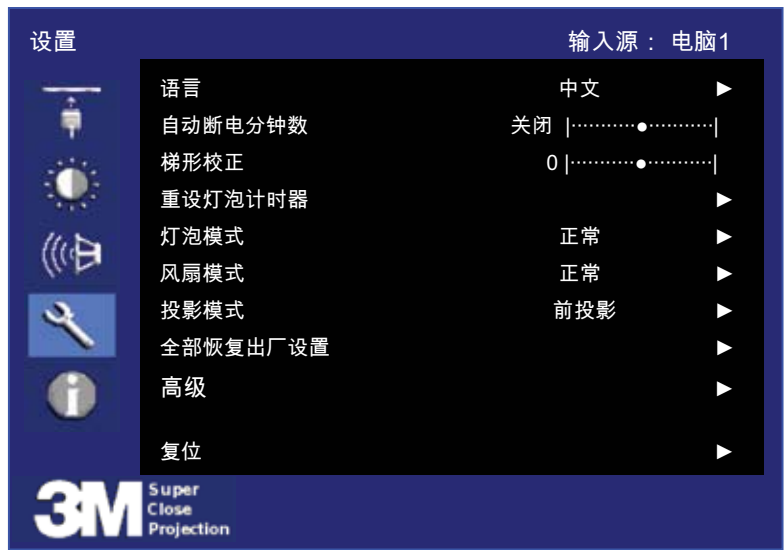 设置 输入源： 电脑1
语言 中文 ►
自动断电分钟数 关闭 |··········●··········|
梯形校正 0 |··········●··········|
重设灯泡计时器 ►
灯泡模式 正常 ►
风扇模式 正常 ►
投影模式 前投影 ►
全部恢复出厂设置 ►
高级 ►
复位 ►
3M
Super
Close
Projection